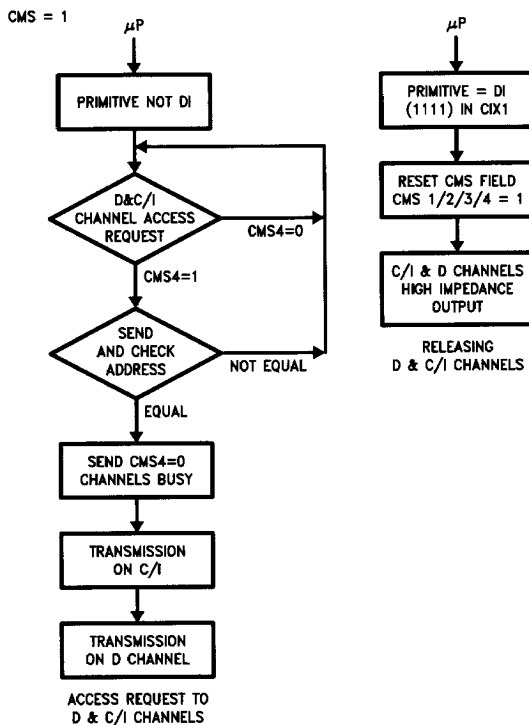 CMS = 1
μP
PRIMITIVE NOT DI
D&C/I
CHANNEL ACCESS
REQUEST
CMS4=0
CMS4=1
SEND
AND CHECK
ADDRESS
NOT EQUAL
EQUAL
SEND CMS4=0
CHANNELS BUSY
TRANSMISSION
ON C/I
TRANSMISSION
ON D CHANNEL
ACCESS REQUEST TO
D & C/I CHANNELS
μP
PRIMITIVE = DI
(1111) IN CIX1
RESET CMS FIELD
CMS 1/2/3/4 = 1
C/I & D CHANNELS
HIGH IMPEDANCE
OUTPUT
RELEASING
D & C/I CHANNELS